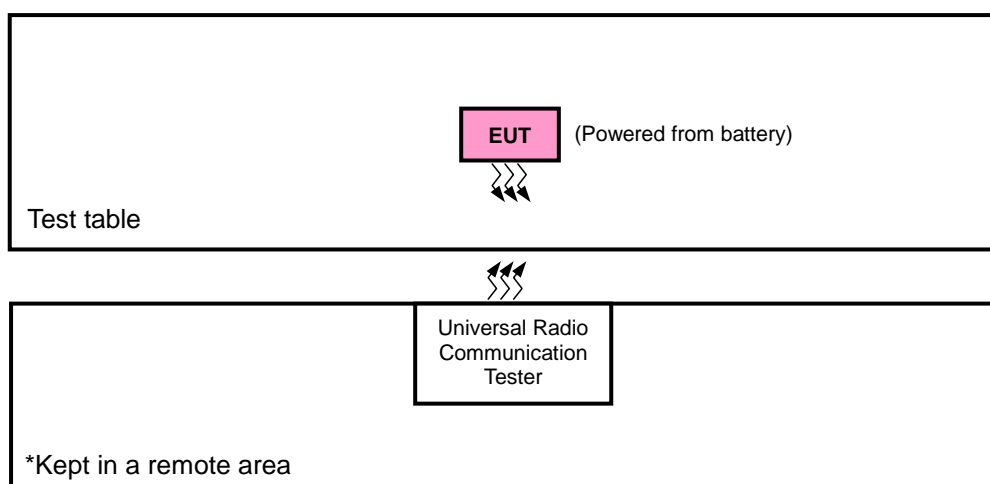 EUT
(Powered from battery)
Test table
Universal Radio
Communication
Tester
*Kept in a remote area